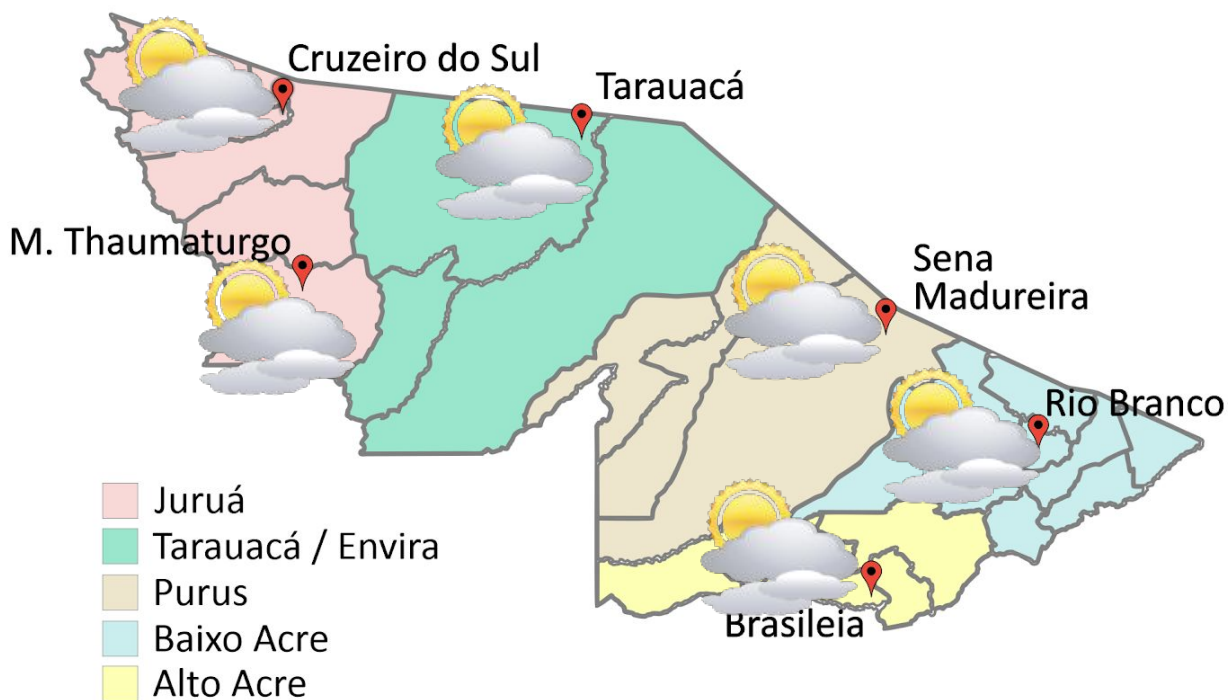 Cruzeiro do Sul
Tarauacá
M. Thaumaturgo
Sena
Madureira
Rio Branco
Brasileia
Juruá
Tarauacá / Envira
Purus
Baixo Acre
Alto Acre